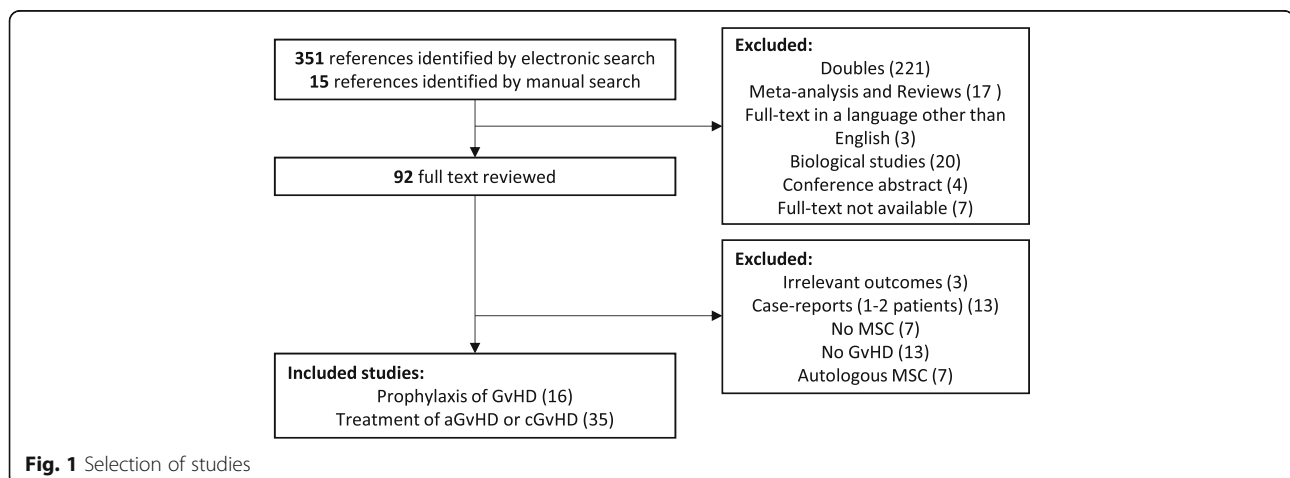 351 references identified by electronic search
15 references identified by manual search
Excluded:
Doubles (221)
Meta-analysis and Reviews (17 )
Full-text in a language other than
English (3)
Biological studies (20)
Conference abstract (4)
Full-text not available (7)
92 full text reviewed
Excluded:
Irrelevant outcomes (3)
Case-reports (1-2 patients) (13)
No MSC (7)
No GvHD (13)
Autologous MSC (7)
Included studies:
Prophylaxis of GvHD (16)
Treatment of aGvHD or cGvHD (35)
Fig. 1 Selection of studies